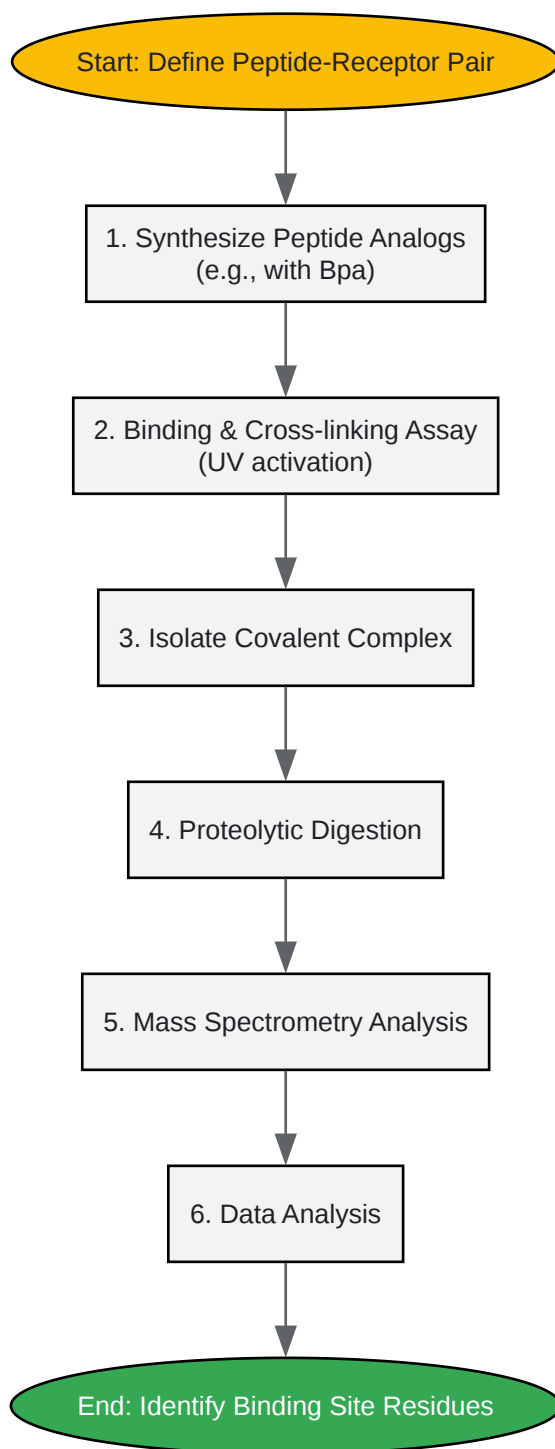 Start: Define Peptide-Receptor Pair
1. Synthesize Peptide Analogs
(e.g., with Bpa)
2. Binding & Cross-linking Assay
(UV activation)
3. Isolate Covalent Complex
4. Proteolytic Digestion
5. Mass Spectrometry Analysis
6. Data Analysis
End: Identify Binding Site Residues